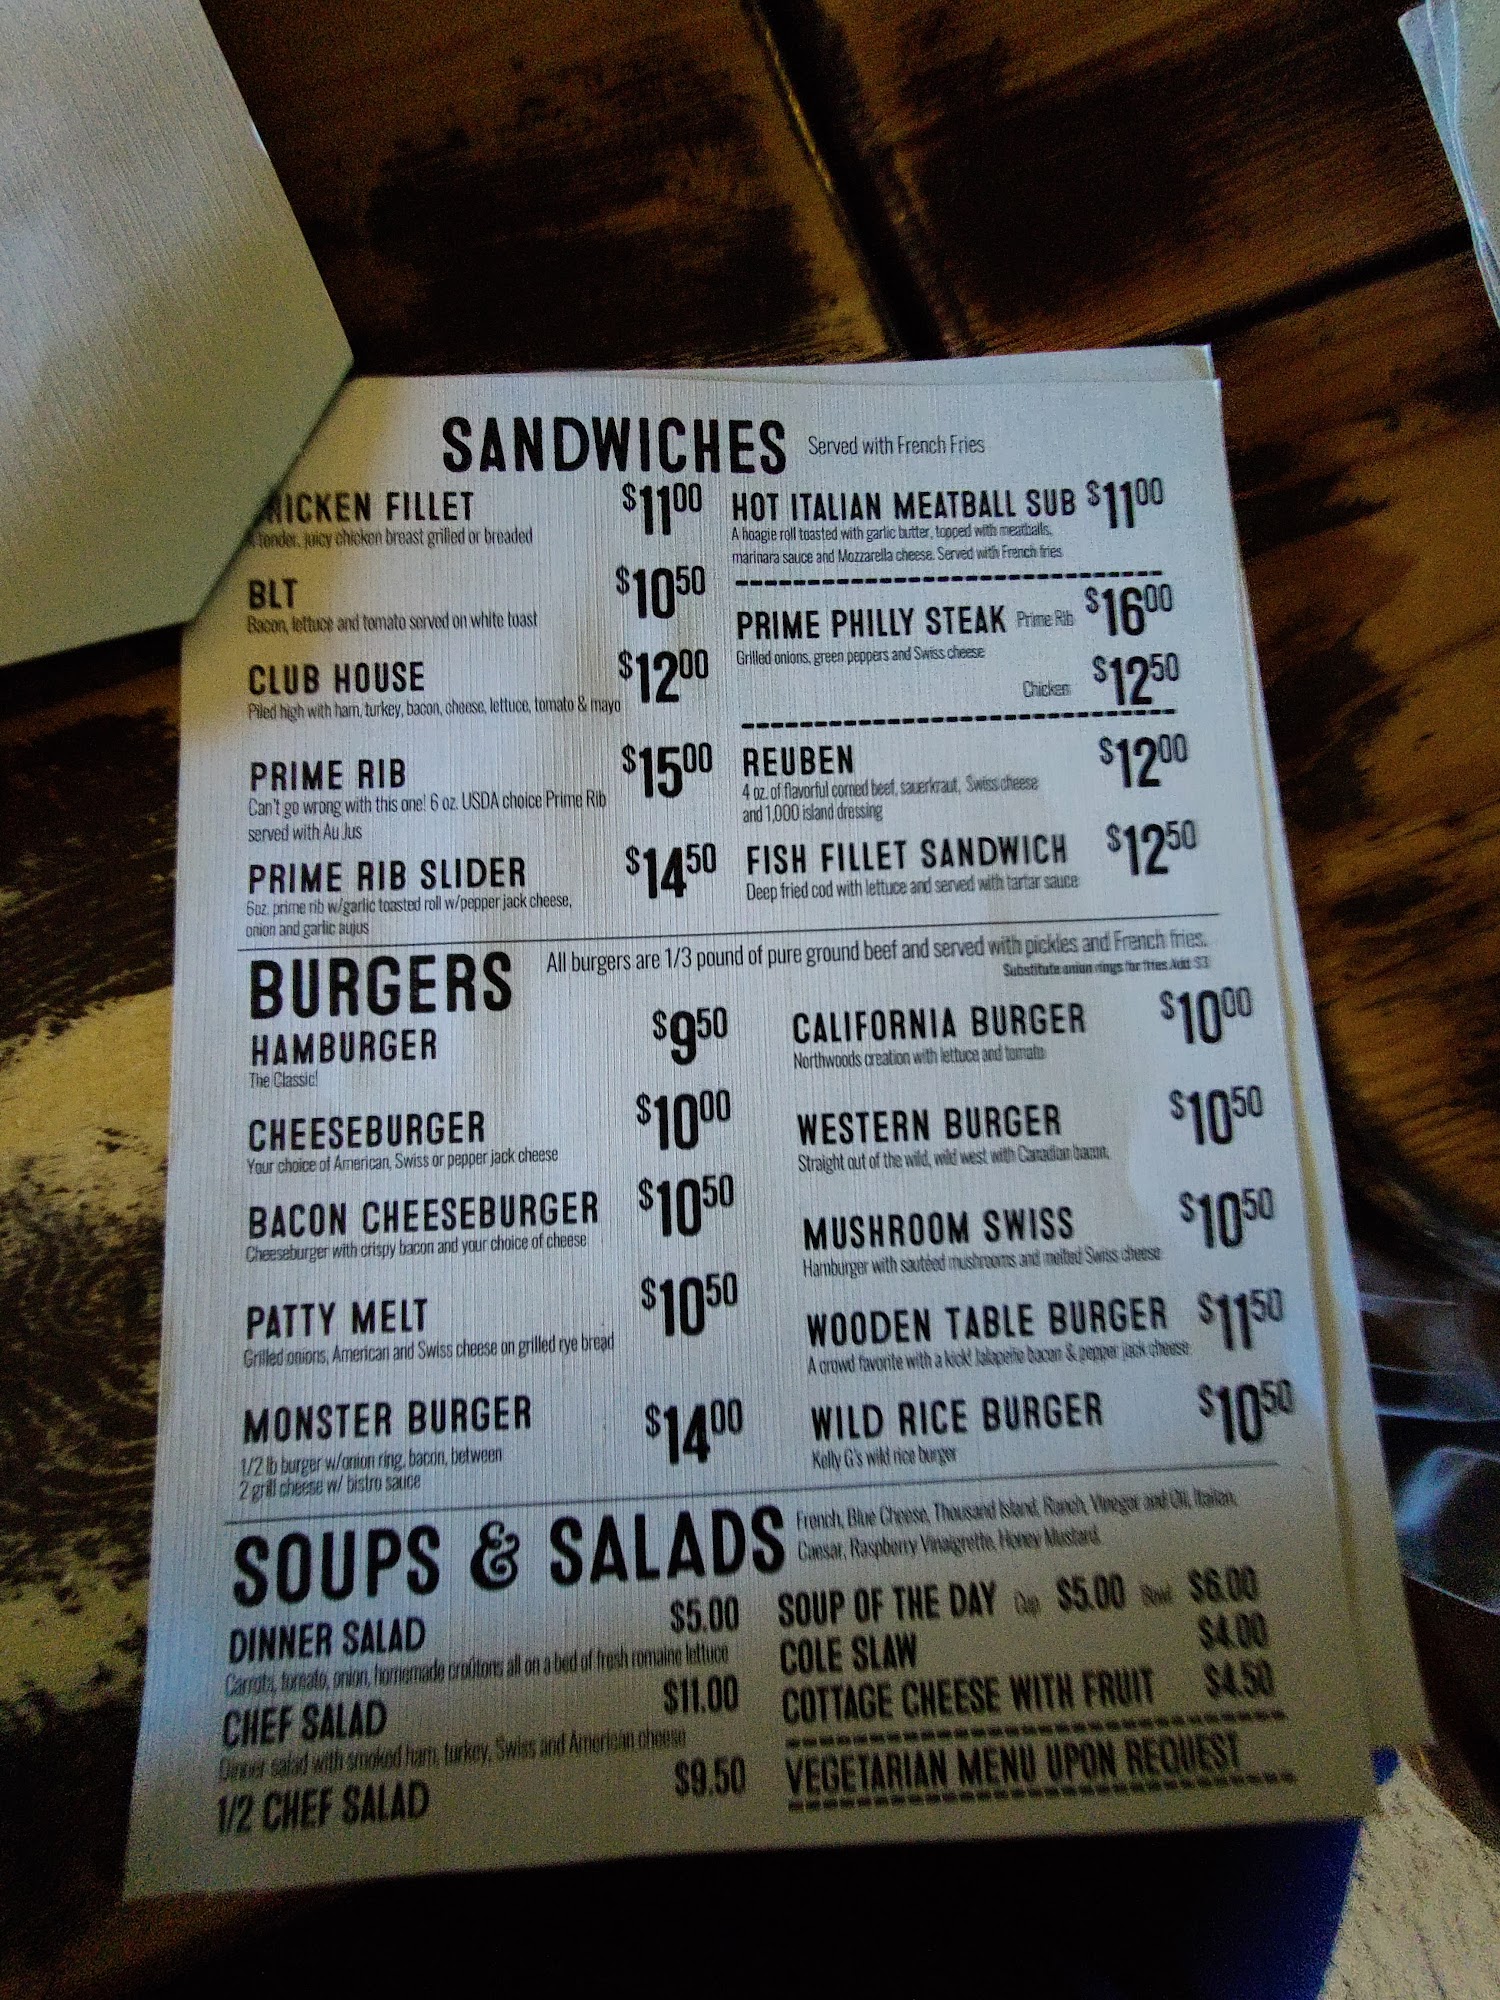 SANDWICHES Served with French Fries
HICKEN FILLET $11.00
tender, juicy chicken breast grilled or breaded
BLT $10.50
Bacon, lettuce and tomato served on white toast
CLUB HOUSE $12.00
Piled high with ham, turkey, bacon, cheese, lettuce, tomato & mayo
PRIME RIB $15.00
Can't go wrong with this one! 6 oz. USDA choice Prime Rib
served with Au Jus
PRIME RIB SLIDER $14.50
6oz. prime rib w/garlic toasted roll w/pepper jack cheese,
onion and garlic aujus
HOT ITALIAN MEATBALL SUB $11.00
A hoagie roll toasted with garlic butter, topped with meatballs,
marinara sauce and Mozzarella cheese. Served with French fries
PRIME PHILLY STEAK Prime Rib $16.00
Grilled onions, green peppers and Swiss cheese
Chicken $12.50
REUBEN $12.00
4 oz. of flavorful corned beef, sauerkraut, Swiss cheese
and 1,000 island dressing
FISH FILLET SANDWICH $12.50
Deep fried cod with lettuce and served with tartar sauce
BURGERS All burgers are 1/3 pound of pure ground beef and served with pickles and French fries.
Substitute onion rings for fries Add $3
HAMBURGER $9.50
The Classic!
CHEESEBURGER $10.00
Your choice of American, Swiss or pepper jack cheese
BACON CHEESEBURGER $10.50
Cheeseburger with crispy bacon and your choice of cheese
PATTY MELT $10.50
Grilled onions, American and Swiss cheese on grilled rye bread
MONSTER BURGER $14.00
1/2 lb burger w/onion ring, bacon, between
2 grill cheese w/ bistro sauce
CALIFORNIA BURGER $10.00
Northwoods creation with lettuce and tomato
WESTERN BURGER $10.50
Straight out of the wild, wild west with Canadian bacon.
MUSHROOM SWISS $10.50
Hamburger with sautéed mushrooms and melted Swiss cheese
WOODEN TABLE BURGER $11.50
A crowd favorite with a kick! Jalapeño bacon & pepper jack cheese
WILD RICE BURGER $10.50
Kelly G's wild rice burger
SOUPS & SALADS French, Blue Cheese, Thousand Island, Ranch, Vinegar and Oil, Italian,
Caesar, Raspberry Vinaigrette, Honey Mustard
DINNER SALAD $5.00
Carrots, tomato, onion, homemade croûtons all on a bed of fresh romaine lettuce
CHEF SALAD $11.00
Dinner salad with smoked ham, turkey, Swiss and American cheese
1/2 CHEF SALAD $9.50
SOUP OF THE DAY Cup $5.00 Bowl $6.00
COLE SLAW $4.00
COTTAGE CHEESE WITH FRUIT $4.50
VEGETARIAN MENU UPON REQUEST